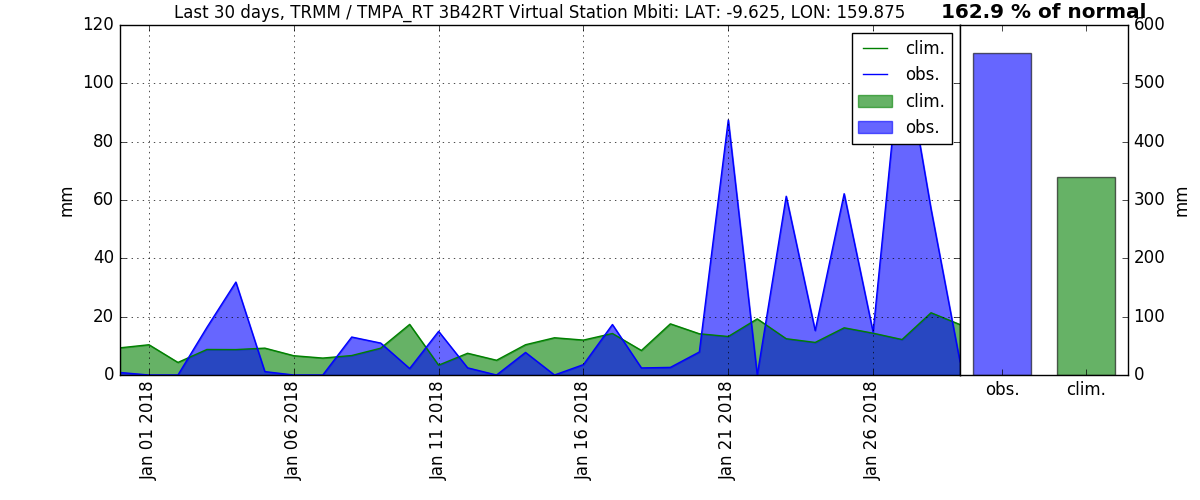 Last 30 days, TRMM / TMPA_RT 3B42RT Virtual Station Mbiti: LAT: -9.625, LON: 159.875
162.9 % of normal
120
100
80
60
40
20
0
mm
clim.
obs.
clim.
obs.
600
500
400
300
200
100
0
mm
Jan 01 2018
Jan 06 2018
Jan 11 2018
Jan 16 2018
Jan 21 2018
Jan 26 2018
obs.
clim.